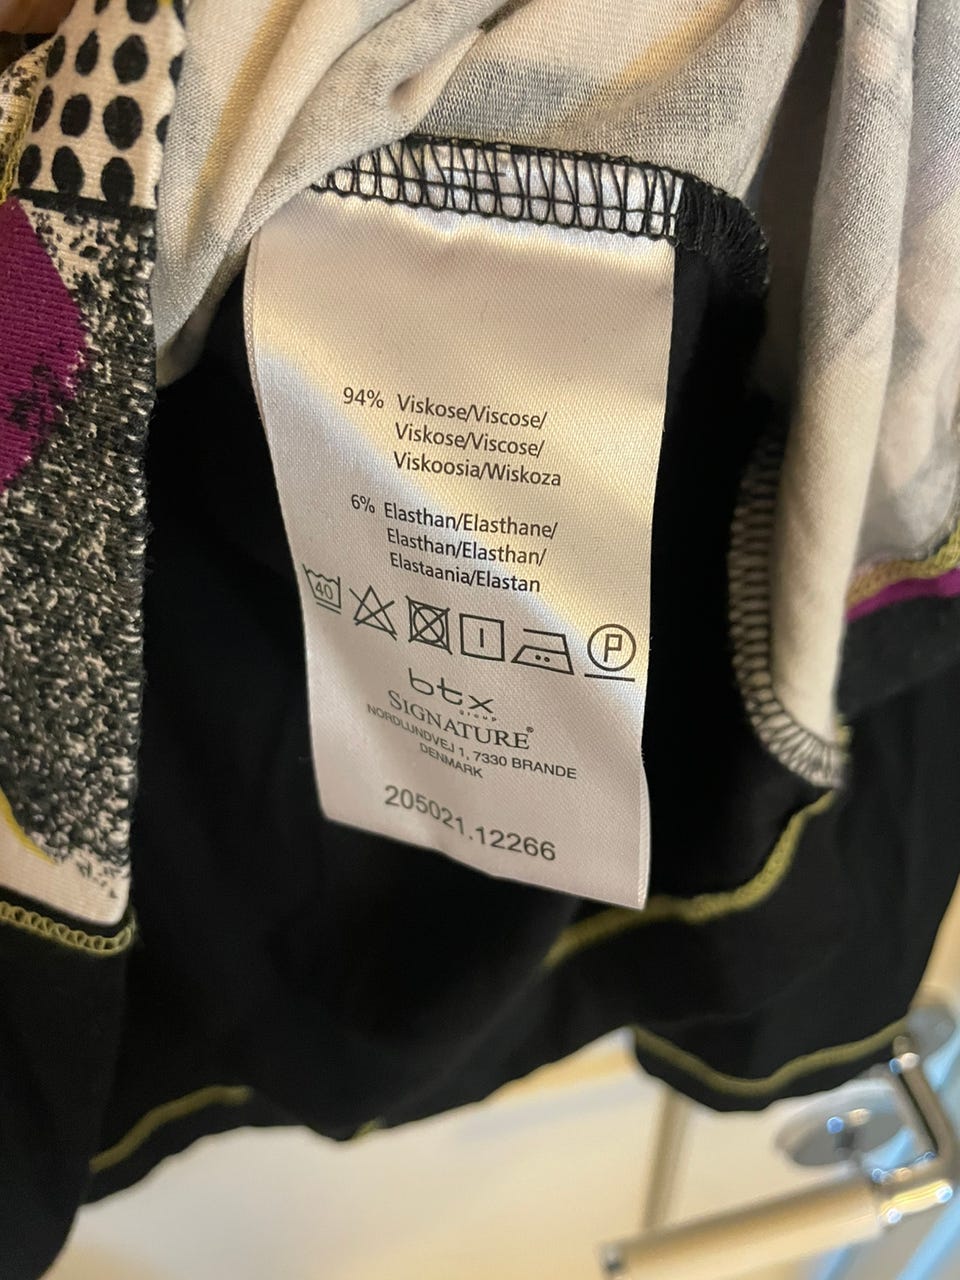 94% Viskose/Viscose/
Viskose/Viscose/
Viskoosia/Wiskoza
6% Elasthan/Elasthane/
Elasthan/Elasthan/
Elastaania/Elastan
40
P
btx
group
SIGNATURE®
NORDLUNDVEJ 1, 7330 BRANDE
DENMARK
205021.12266